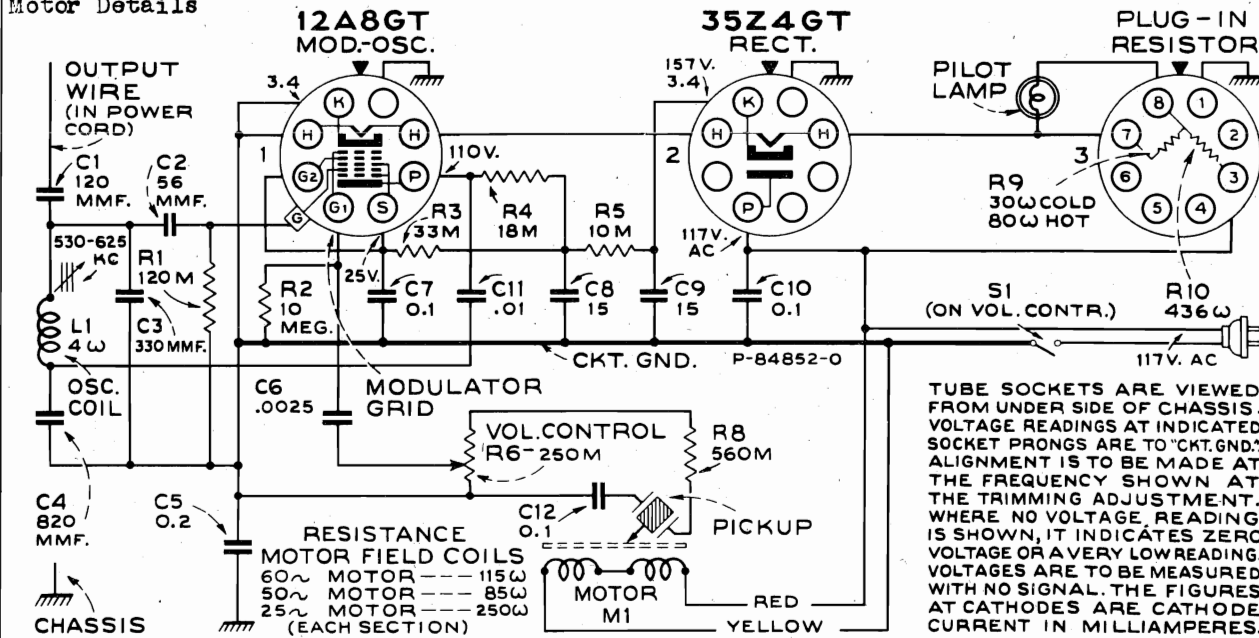 Motor Details
12A8GT
MOD.-OSC.
35Z4GT
RECT.
PLUG-IN
RESISTOR
OUTPUT
WIRE
(IN POWER
CORD)
3.4
157V.
3.4
PILOT
LAMP
K
H
H
G2
P
G1
S
G
1
110V.
K
H
H
P
2
8
1
7
2
6
3
5
4
3
C1
120
MMF.
C2
56
MMF.
R4
18M
R3
33M
R5
10M
117V.
AC
R9
30ω COLD
80ω HOT
530-625
KC
R1
120M
25V.
R2
10
MEG.
C7
0.1
C11
.01
C8
15
C9
15
C10
0.1
S1
(ON VOL. CONTR.)
R10
436ω
L1
4ω
C3
330 MMF.
CKT. GND.
P-84852-0
117V. AC
OSC.
COIL
C6
.0025
MODULATOR
GRID
VOL. CONTROL
R6-250M
R8
560M
C4
820
MMF.
C5
0.2
C12
0.1
PICKUP
RESISTANCE
MOTOR FIELD COILS
60~ MOTOR --- 115ω
50~ MOTOR --- 85ω
25~ MOTOR --- 250ω
(EACH SECTION)
MOTOR
M1
RED
YELLOW
CHASSIS
TUBE SOCKETS ARE VIEWED
FROM UNDER SIDE OF CHASSIS.
VOLTAGE READINGS AT INDICATED
SOCKET PRONGS ARE TO "CKT. GND."
ALIGNMENT IS TO BE MADE AT
THE FREQUENCY SHOWN AT
THE TRIMMING ADJUSTMENT.
WHERE NO VOLTAGE READING
IS SHOWN, IT INDICATES ZERO
VOLTAGE OR A VERY LOW READING.
VOLTAGES ARE TO BE MEASURED
WITH NO SIGNAL. THE FIGURES
AT CATHODES ARE CATHODE
CURRENT IN MILLIAMPERES